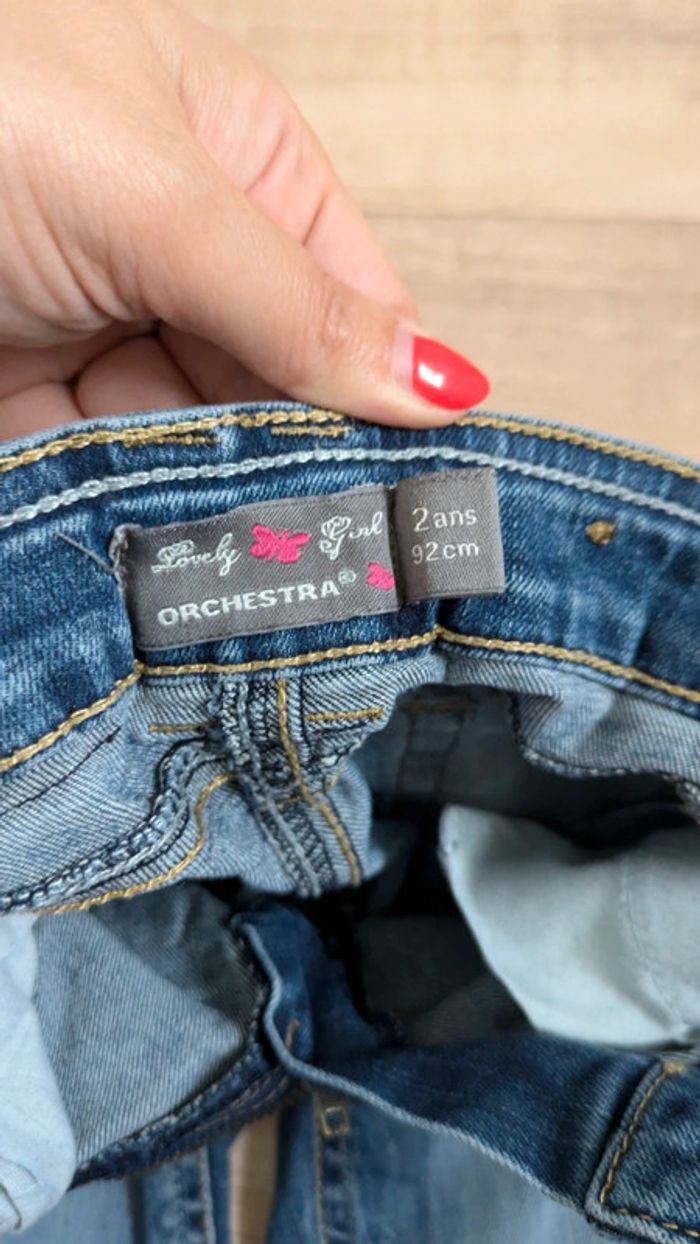 Lovely Girl
ORCHESTRA®
2ans
92cm